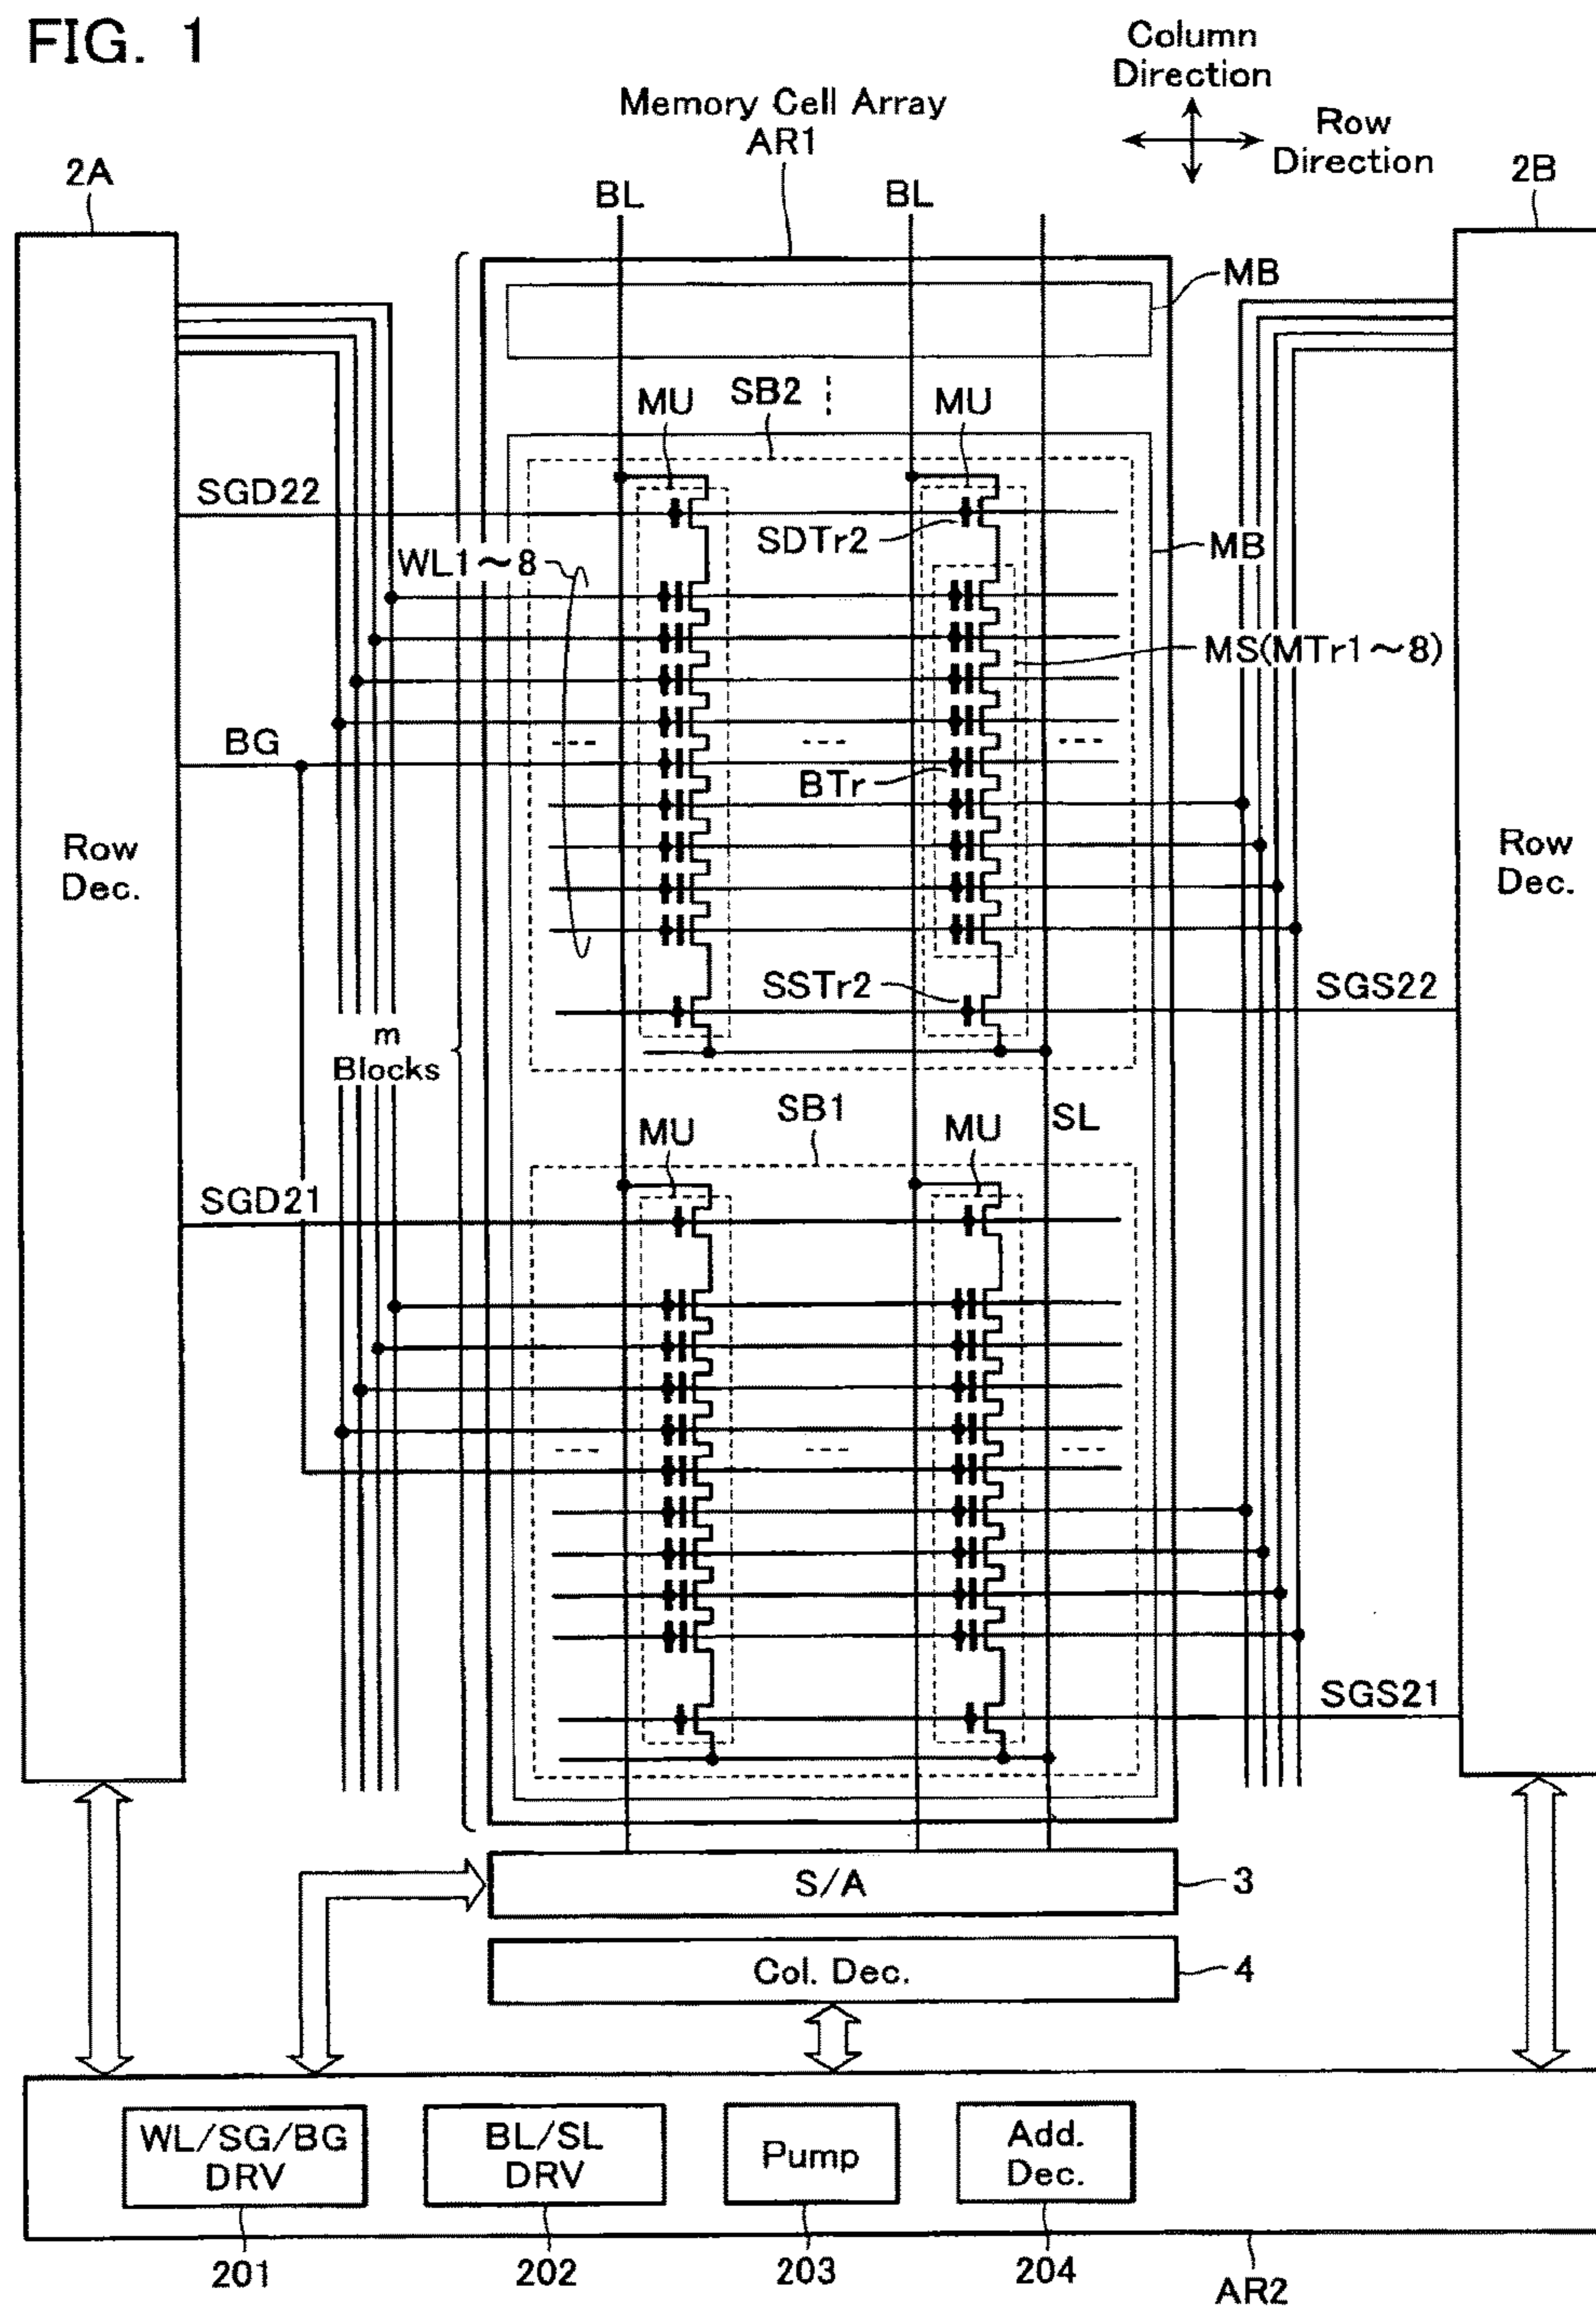 FIG. 1
Column
Direction
Row
Direction
Memory Cell Array
AR1
2A
2B
BL
BL
MB
MU
SB2
MU
SGD22
SDTr2
MB
WL1～8
MS(MTr1～8)
BG
BTr
Row
Dec.
Row
Dec.
SSTr2
SGS22
m
Blocks
SB1
SL
MU
MU
SGD21
SGS21
S/A
3
Col. Dec.
4
WL/SG/BG
DRV
BL/SL
DRV
Pump
Add.
Dec.
201
202
203
204
AR2